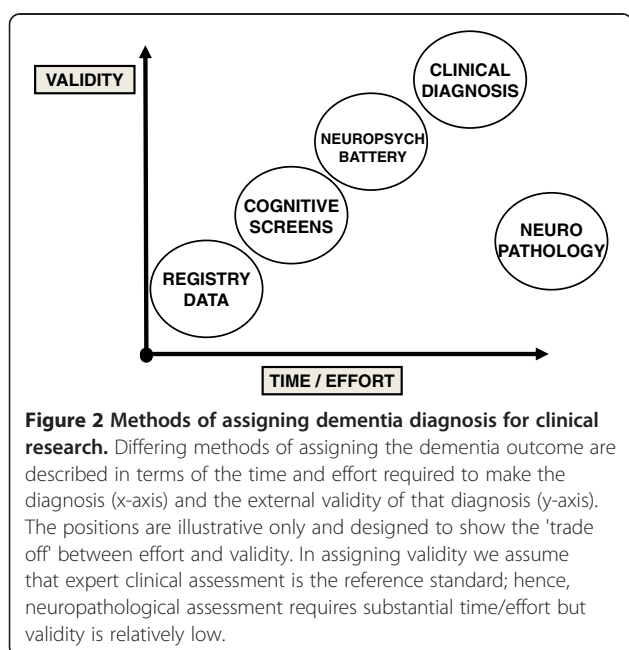 VALIDITY
CLINICAL
DIAGNOSIS
NEUROPSYCH
BATTERY
COGNITIVE
SCREENS
NEURO
PATHOLOGY
REGISTRY
DATA
TIME / EFFORT
Figure 2 Methods of assigning dementia diagnosis for clinical
research. Differing methods of assigning the dementia outcome are
described in terms of the time and effort required to make the
diagnosis (x-axis) and the external validity of that diagnosis (y-axis).
The positions are illustrative only and designed to show the 'trade
off' between effort and validity. In assigning validity we assume
that expert clinical assessment is the reference standard; hence,
neuropathological assessment requires substantial time/effort but
validity is relatively low.